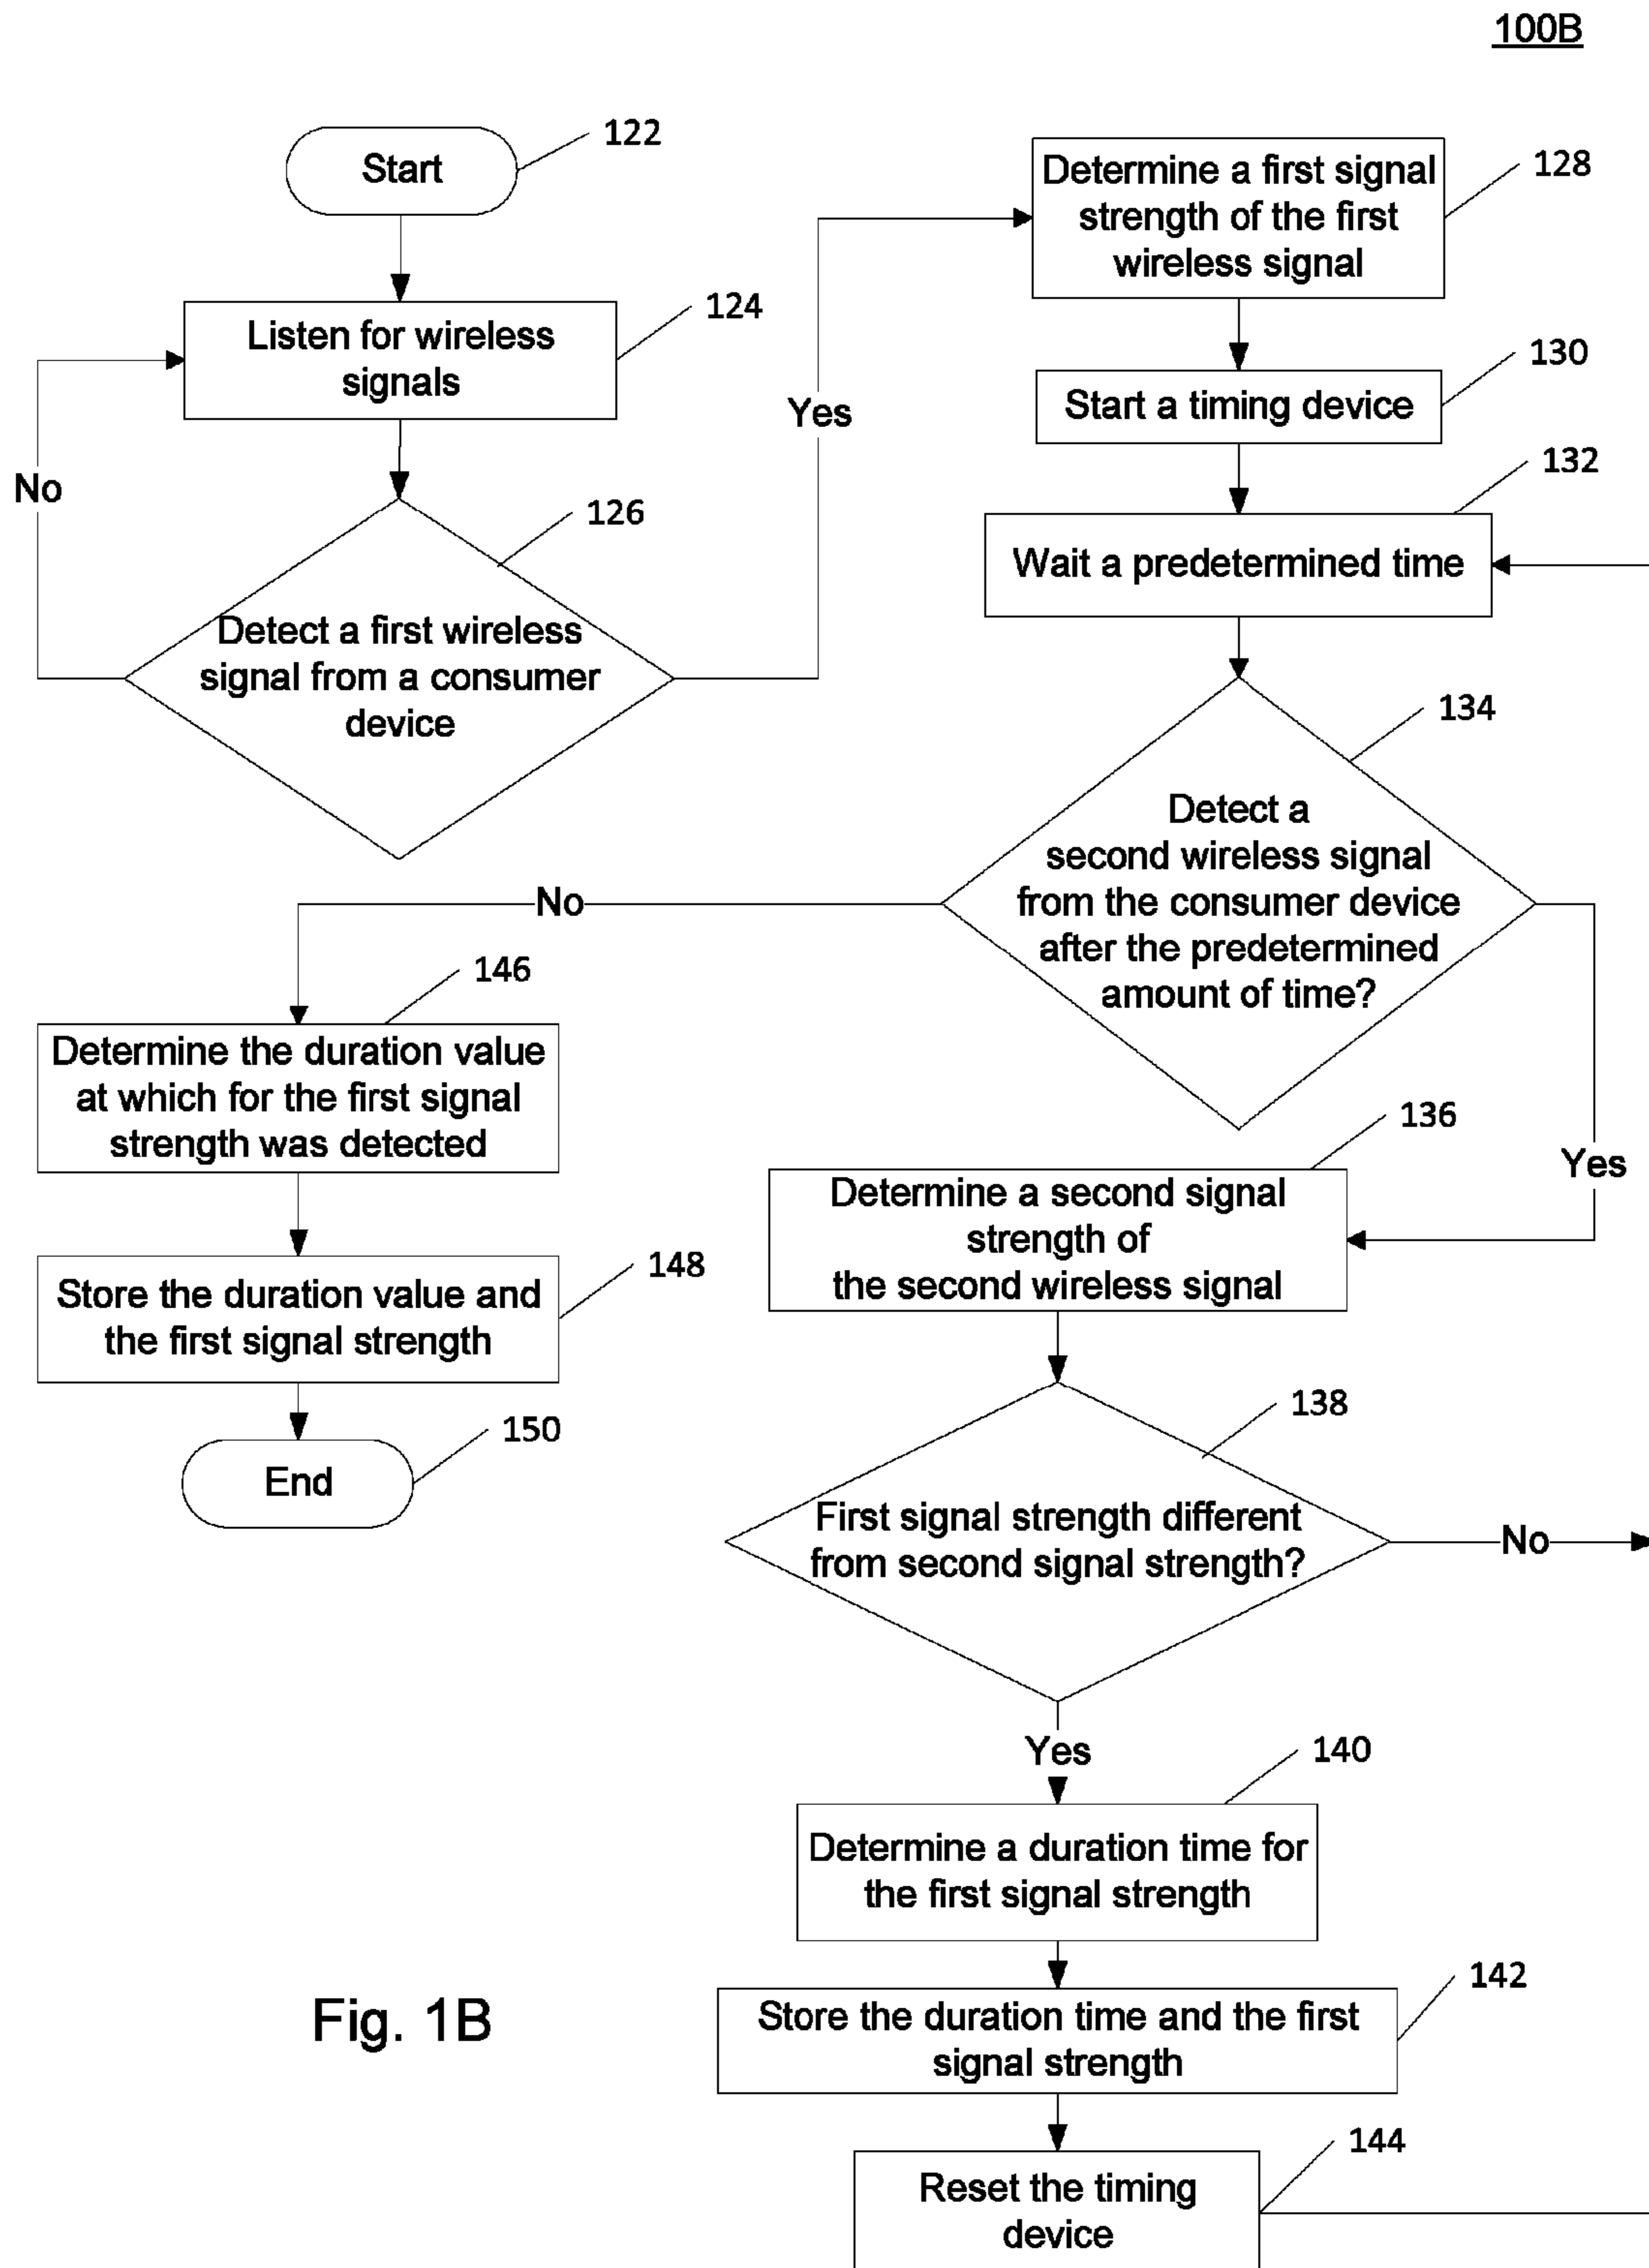 100B
Start
122
Listen for wireless
signals
124
No
Detect a first wireless
signal from a consumer
device
126
Yes
Determine a first signal
strength of the first
wireless signal
128
Start a timing device
130
Wait a predetermined time
132
Detect a
second wireless signal
from the consumer device
after the predetermined
amount of time?
134
No
Yes
Determine the duration value
at which for the first signal
strength was detected
146
Store the duration value and
the first signal strength
148
End
150
Determine a second signal
strength of
the second wireless signal
136
First signal strength different
from second signal strength?
138
No
Yes
Determine a duration time for
the first signal strength
140
Store the duration time and the first
signal strength
142
Reset the timing
device
144
Fig. 1B